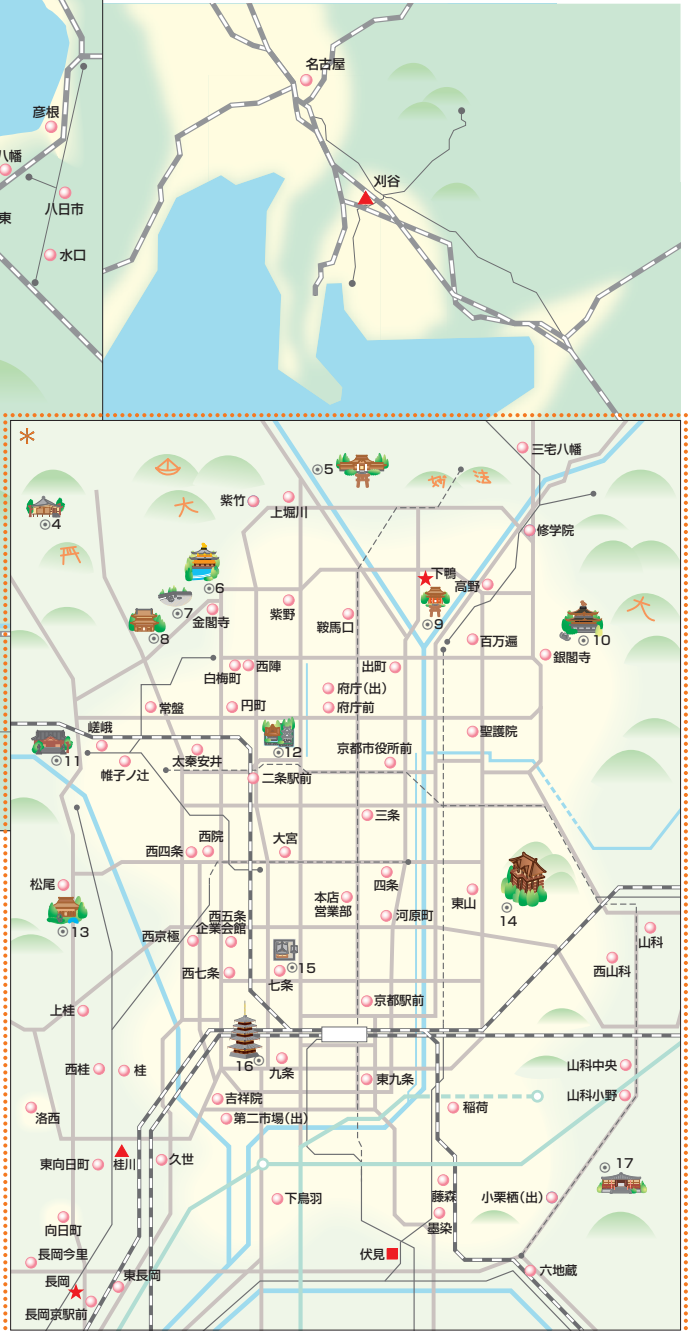 名古屋
彦根
刈谷
八幡
八日市
東
水口
＊
三宅八幡
5
法
紫竹
上堀川
大
4
修学院
下鴨
高野
6
7
金閣寺
紫野
鞍馬口
9
大
8
百万遍
10
銀閣寺
白梅町
西陣
出町
府庁(出)
常盤
円町
府庁前
嵯峨
聖護院
12
京都市役所前
11
帷子ノ辻
太秦安井
二条駅前
三条
西院
大宮
西四条
四条
松尾
本店
営業部
東山
西五条
企業会館
河原町
14
13
西京極
山科
15
西七条
七条
西山科
京都駅前
上桂
16
九条
山科中央
西桂
桂
東九条
山科小野
吉祥院
稲荷
洛西
第二市場(出)
東向日町
桂川
久世
17
藤森
小栗栖(出)
下鳥羽
向日町
墨染
長岡今里
伏見
長岡
東長岡
六地蔵
長岡京駅前